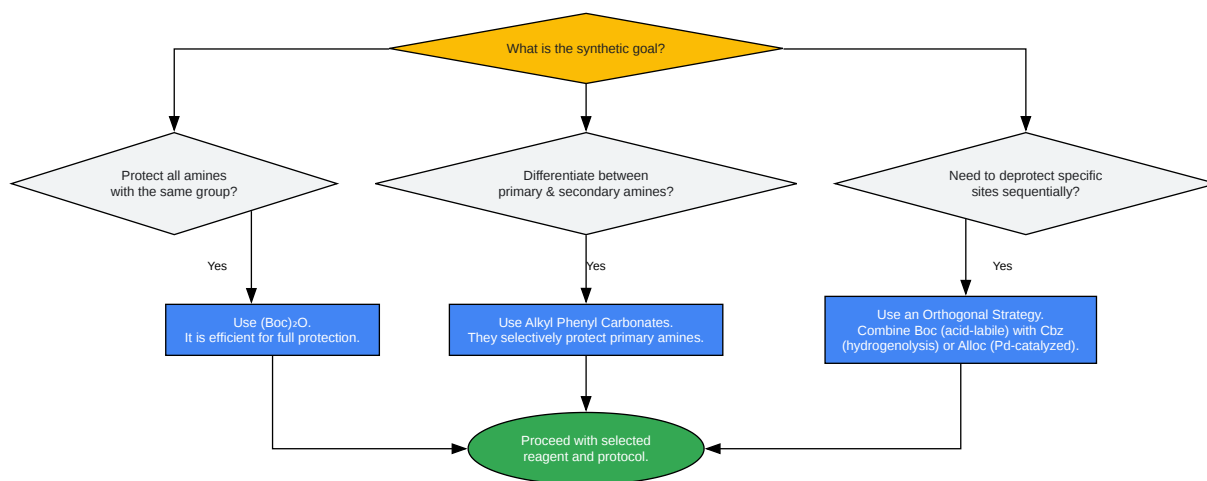 What is the synthetic goal?
Protect all amines
with the same group?
Differentiate between
primary & secondary amines?
Need to deprotect specific
sites sequentially?
Yes
Yes
Yes
Use (Boc)₂O.
It is efficient for full protection.
Use Alkyl Phenyl Carbonates.
They selectively protect primary amines.
Use an Orthogonal Strategy.
Combine Boc (acid-labile) with Cbz
(hydrogenolysis) or Alloc (Pd-catalyzed).
Proceed with selected
reagent and protocol.